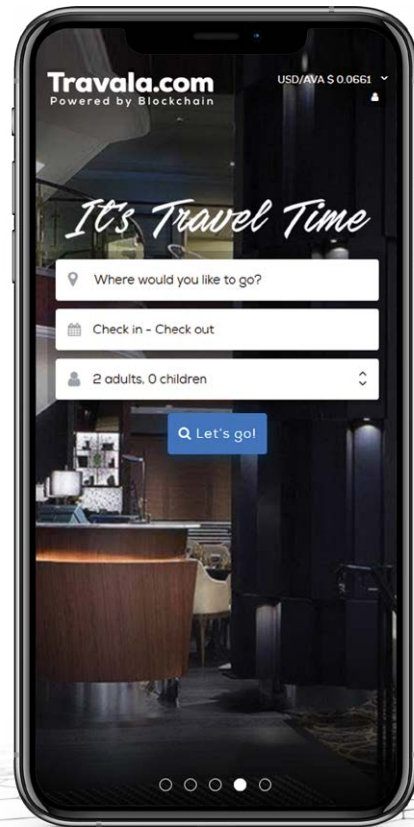 Travala.com
Powered by Blockchain
USD/AVA $ 0.0661
It's Travel Time
Where would you like to go?
Check in - Check out
2 adults, 0 children
Let's go!